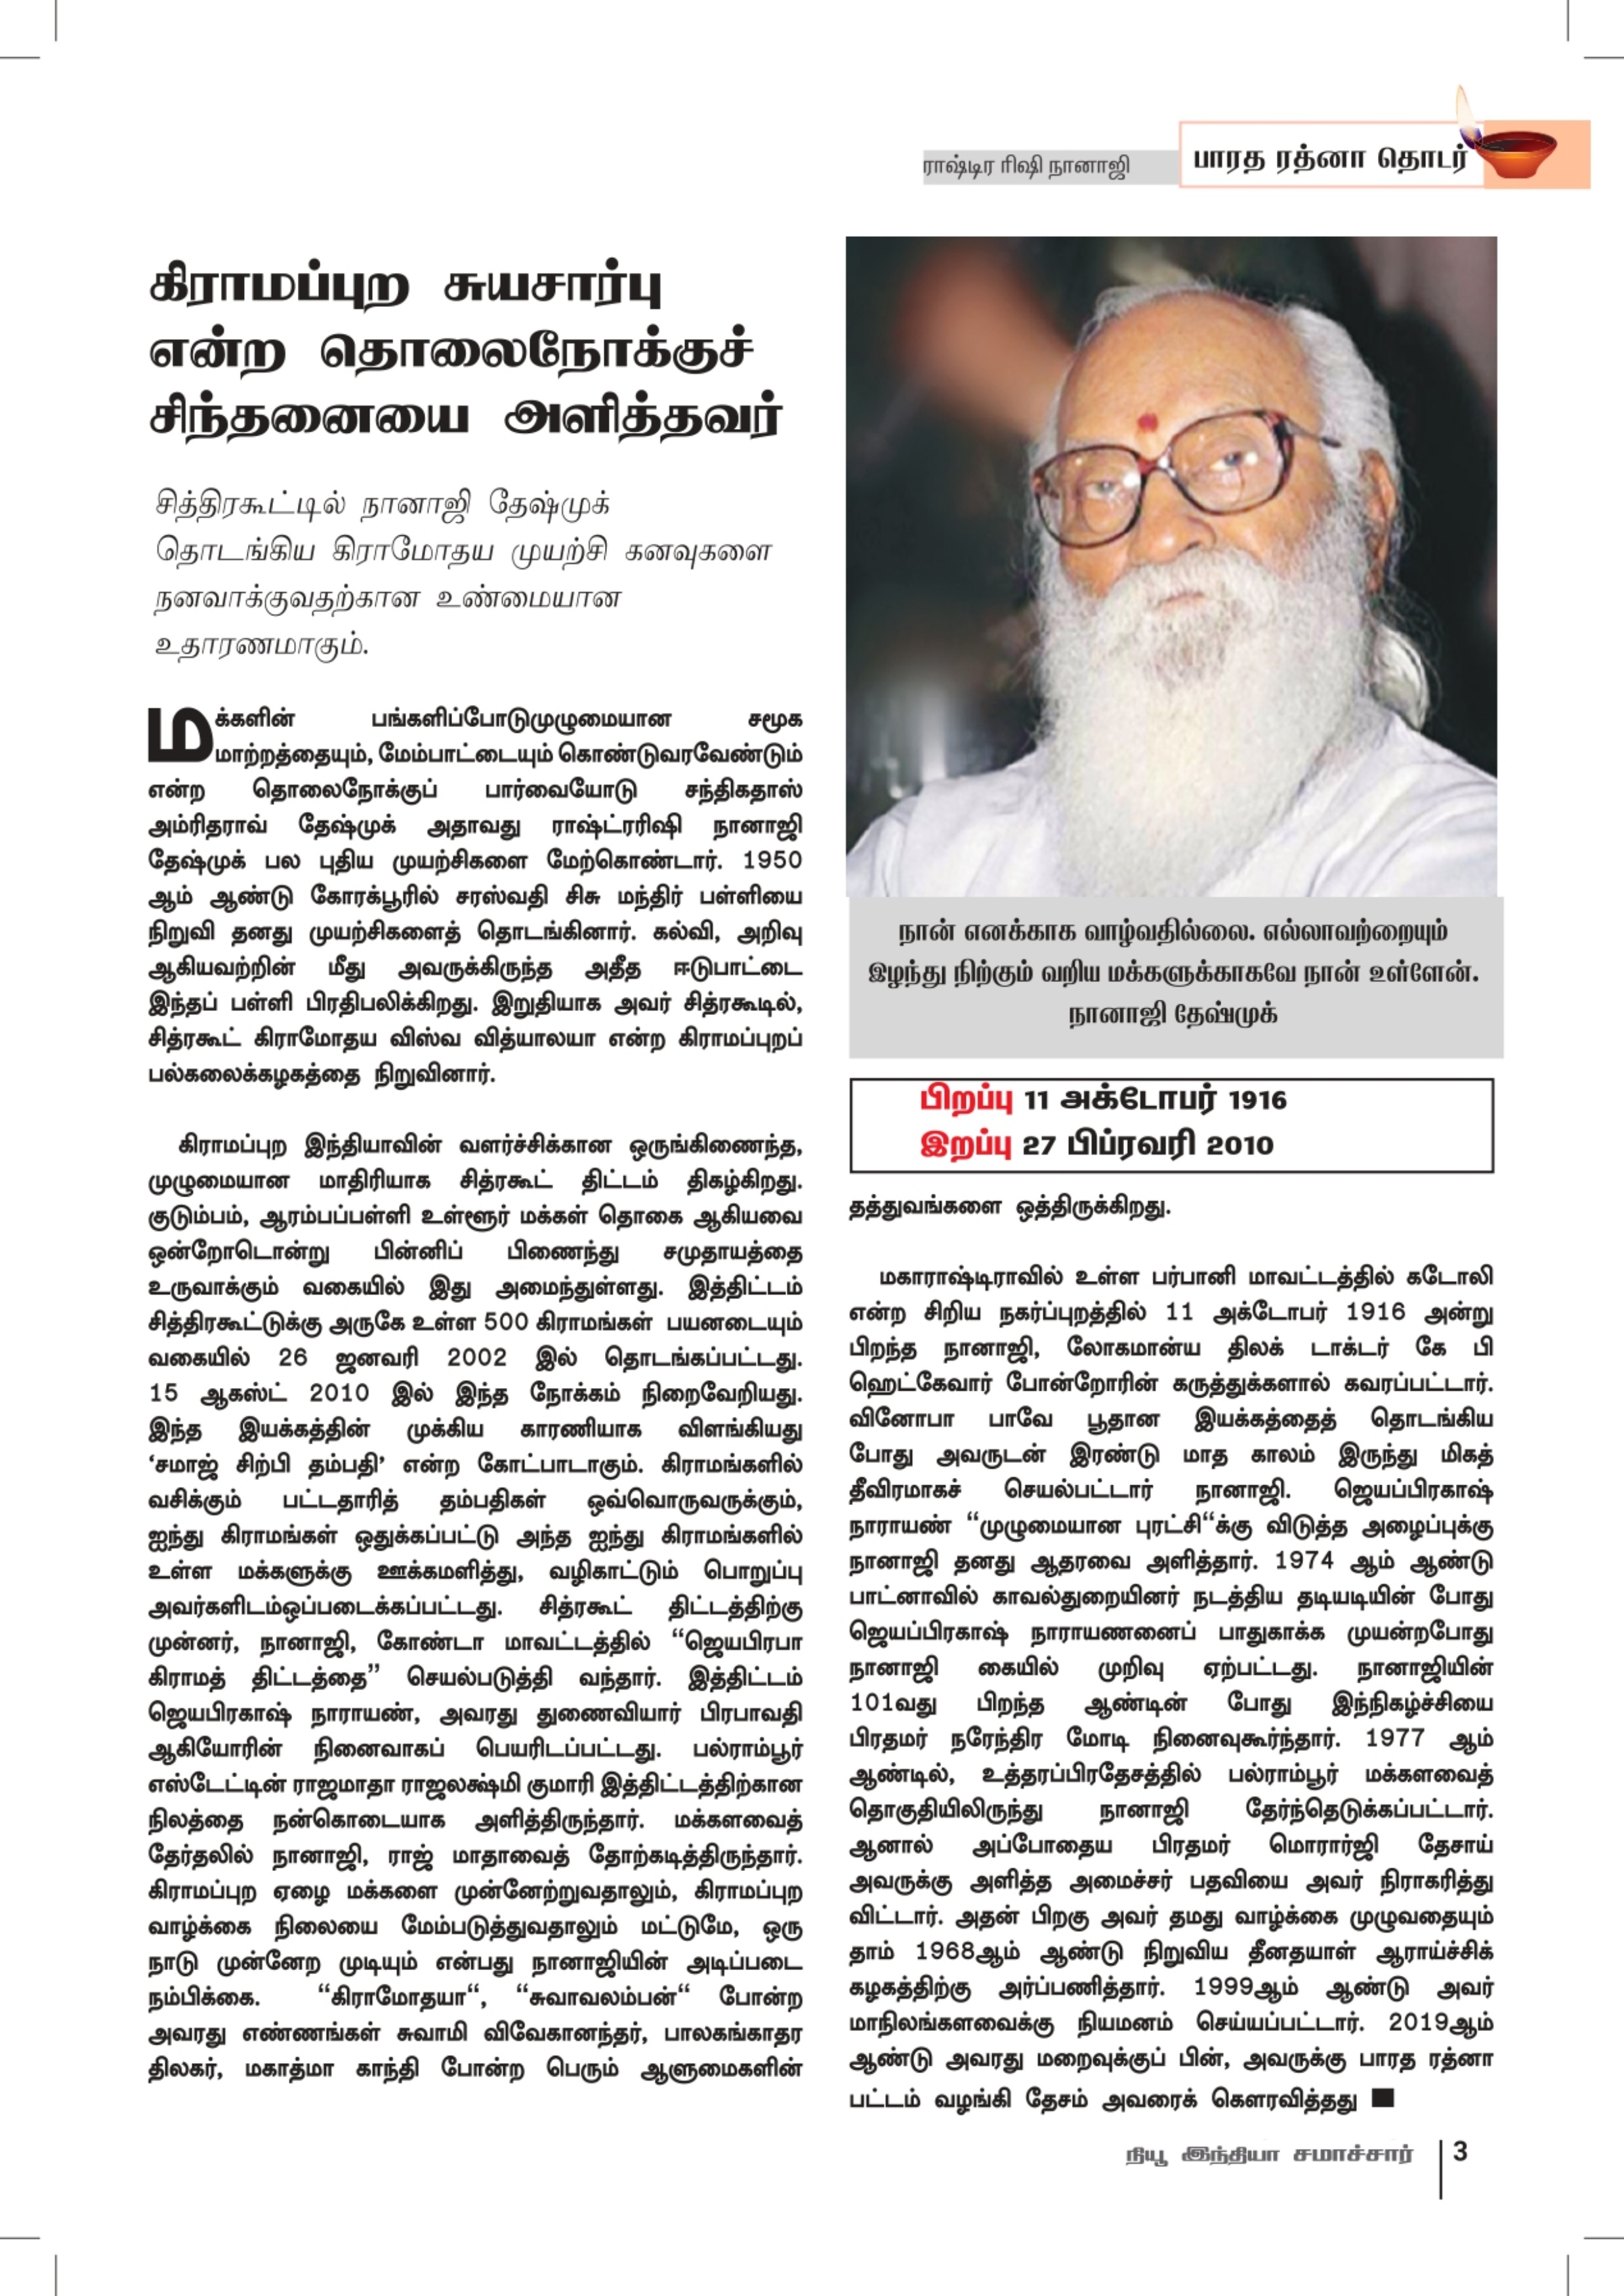 ராஷ்டிர ரிஷி நானாஜி
பாரத ரத்னா தொடர்
கிராமப்புற சுயசார்பு
என்ற தொலைநோக்குச்
சிந்தனையை அளித்தவர்
சித்திரகூட்டில் நானாஜி தேஷ்முக்
தொடங்கிய கிராமோதய முயற்சி கனவுகளை
நனவாக்குவதற்கான உண்மையான
உதாரணமாகும்.
மக்களின் பங்களிப்போடுமுழுமையான சமூக
மாற்றத்தையும், மேம்பாட்டையும் கொண்டுவரவேண்டும்
என்ற தொலைநோக்குப் பார்வையோடு சந்திகதாஸ்
அம்ரிதராவ் தேஷ்முக் அதாவது ராஷ்ட்ரரிஷி நானாஜி
தேஷ்முக் பல புதிய முயற்சிகளை மேற்கொண்டார். 1950
ஆம் ஆண்டு கோரக்பூரில் சரஸ்வதி சிசு மந்திர் பள்ளியை
நிறுவி தனது முயற்சிகளைத் தொடங்கினார். கல்வி, அறிவு
ஆகியவற்றின் மீது அவருக்கிருந்த அதீத ஈடுபாட்டை
இந்தப் பள்ளி பிரதிபலிக்கிறது. இறுதியாக அவர் சித்ரகூடில்,
சித்ரகூட் கிராமோதய விஸ்வ வித்யாலயா என்ற கிராமப்புறப்
பல்கலைக்கழகத்தை நிறுவினார்.
கிராமப்புற இந்தியாவின் வளர்ச்சிக்கான ஒருங்கிணைந்த,
முழுமையான மாதிரியாக சித்ரகூட் திட்டம் திகழ்கிறது.
குடும்பம், ஆரம்பப்பள்ளி உள்ளூர் மக்கள் தொகை ஆகியவை
ஒன்றோடொன்று பின்னிப் பிணைந்து சமுதாயத்தை
உருவாக்கும் வகையில் இது அமைந்துள்ளது. இத்திட்டம்
சித்திரகூட்டுக்கு அருகே உள்ள 500 கிராமங்கள் பயனடையும்
வகையில் 26 ஜனவரி 2002 இல் தொடங்கப்பட்டது.
15 ஆகஸ்ட் 2010 இல் இந்த நோக்கம் நிறைவேறியது.
இந்த இயக்கத்தின் முக்கிய காரணியாக விளங்கியது
‘சமாஜ் சிற்பி தம்பதி’ என்ற கோட்பாடாகும். கிராமங்களில்
வசிக்கும் பட்டதாரித் தம்பதிகள் ஒவ்வொருவருக்கும்,
ஐந்து கிராமங்கள் ஒதுக்கப்பட்டு அந்த ஐந்து கிராமங்களில்
உள்ள மக்களுக்கு ஊக்கமளித்து, வழிகாட்டும் பொறுப்பு
அவர்களிடம்ஒப்படைக்கப்பட்டது. சித்ரகூட் திட்டத்திற்கு
முன்னர், நானாஜி, கோண்டா மாவட்டத்தில் “ஜெயபிரபா
கிராமத் திட்டத்தை” செயல்படுத்தி வந்தார். இத்திட்டம்
ஜெயபிரகாஷ் நாராயண், அவரது துணைவியார் பிரபாவதி
ஆகியோரின் நினைவாகப் பெயரிடப்பட்டது. பல்ராம்பூர்
எஸ்டேட்டின் ராஜமாதா ராஜலக்ஷ்மி குமாரி இத்திட்டத்திற்கான
நிலத்தை நன்கொடையாக அளித்திருந்தார். மக்களவைத்
தேர்தலில் நானாஜி, ராஜ் மாதாவைத் தோற்கடித்திருந்தார்.
கிராமப்புற ஏழை மக்களை முன்னேற்றுவதாலும், கிராமப்புற
வாழ்க்கை நிலையை மேம்படுத்துவதாலும் மட்டுமே, ஒரு
நாடு முன்னேற முடியும் என்பது நானாஜியின் அடிப்படை
நம்பிக்கை. “கிராமோதயா“, “சுவாவலம்பன்“ போன்ற
அவரது எண்ணங்கள் சுவாமி விவேகானந்தர், பாலகங்காதர
திலகர், மகாத்மா காந்தி போன்ற பெரும் ஆளுமைகளின்
நான் எனக்காக வாழ்வதில்லை. எல்லாவற்றையும்
இழந்து நிற்கும் வறிய மக்களுக்காகவே நான் உள்ளேன்.
நானாஜி தேஷ்முக்
பிறப்பு 11 அக்டோபர் 1916
இறப்பு 27 பிப்ரவரி 2010
தத்துவங்களை ஒத்திருக்கிறது.
மகாராஷ்டிராவில் உள்ள பர்பானி மாவட்டத்தில் கடோலி
என்ற சிறிய நகர்ப்புறத்தில் 11 அக்டோபர் 1916 அன்று
பிறந்த நானாஜி, லோகமான்ய திலக் டாக்டர் கே பி
ஹெட்கேவார் போன்றோரின் கருத்துக்களால் கவரப்பட்டார்.
வினோபா பாவே பூதான இயக்கத்தைத் தொடங்கிய
போது அவருடன் இரண்டு மாத காலம் இருந்து மிகத்
தீவிரமாகச் செயல்பட்டார் நானாஜி. ஜெயப்பிரகாஷ்
நாராயண் “முழுமையான புரட்சி“க்கு விடுத்த அழைப்புக்கு
நானாஜி தனது ஆதரவை அளித்தார். 1974 ஆம் ஆண்டு
பாட்னாவில் காவல்துறையினர் நடத்திய தடியடியின் போது
ஜெயப்பிரகாஷ் நாராயணனைப் பாதுகாக்க முயன்றபோது
நானாஜி கையில் முறிவு ஏற்பட்டது. நானாஜியின்
101வது பிறந்த ஆண்டின் போது இந்நிகழ்ச்சியை
பிரதமர் நரேந்திர மோடி நினைவுகூர்ந்தார். 1977 ஆம்
ஆண்டில், உத்தரப்பிரதேசத்தில் பல்ராம்பூர் மக்களவைத்
தொகுதியிலிருந்து நானாஜி தேர்ந்தெடுக்கப்பட்டார்.
ஆனால் அப்போதைய பிரதமர் மொரார்ஜி தேசாய்
அவருக்கு அளித்த அமைச்சர் பதவியை அவர் நிராகரித்து
விட்டார். அதன் பிறகு அவர் தமது வாழ்க்கை முழுவதையும்
தாம் 1968ஆம் ஆண்டு நிறுவிய தீனதயாள் ஆராய்ச்சிக்
கழகத்திற்கு அர்ப்பணித்தார். 1999ஆம் ஆண்டு அவர்
மாநிலங்களவைக்கு நியமனம் செய்யப்பட்டார். 2019ஆம்
ஆண்டு அவரது மறைவுக்குப் பின், அவருக்கு பாரத ரத்னா
பட்டம் வழங்கி தேசம் அவரைக் கௌரவித்தது ■
நியூ இந்தியா சமாச்சார் 3